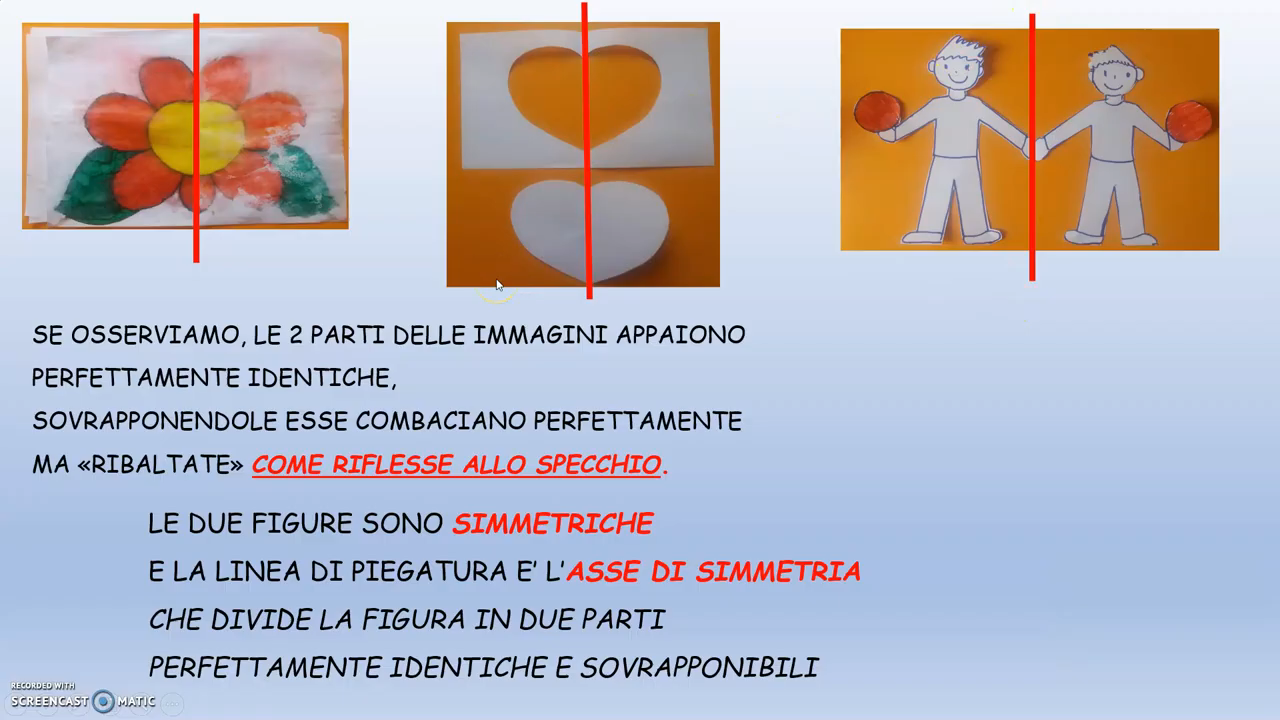 SE OSSERVIAMO, LE 2 PARTI DELLE IMMAGINI APPAIONO
PERFETTAMENTE IDENTICHE,
SOVRAPPONENDOLE ESSE COMBACIANO PERFETTAMENTE
MA «RIBALTATE» COME RIFLESSE ALLO SPECCHIO.
LE DUE FIGURE SONO SIMMETRICHE
E LA LINEA DI PIEGATURA E' L'ASSE DI SIMMETRIA
CHE DIVIDE LA FIGURA IN DUE PARTI
PERFETTAMENTE IDENTICHE E SOVRAPPONIBILI
RECORDED WITH
SCREENCAST MATIC